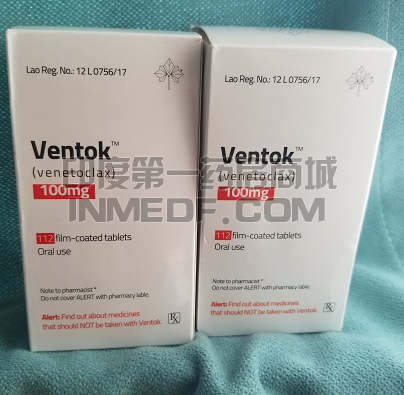 Lao Reg. No.: 12 L 0756/17
Ventok™
(venetoclax)
100mg
112 film-coated tablets
Oral use
Note to pharmacist *
Do not cover ALERT with pharmacy lable.
Alert: Find out about medicines
that should NOT be taken with Ventok.
Rx
Lao Reg. No.: 12 L 0756/17
Ventok™
(venetoclax)
100mg
112 film-coated tablets
Oral use
Note to pharmacist *
Do not cover ALERT with pharmacy lable.
Alert: Find out about medicines
that should NOT be taken with Ventok.
Rx
印度第一药房商城
INMEDF.COM